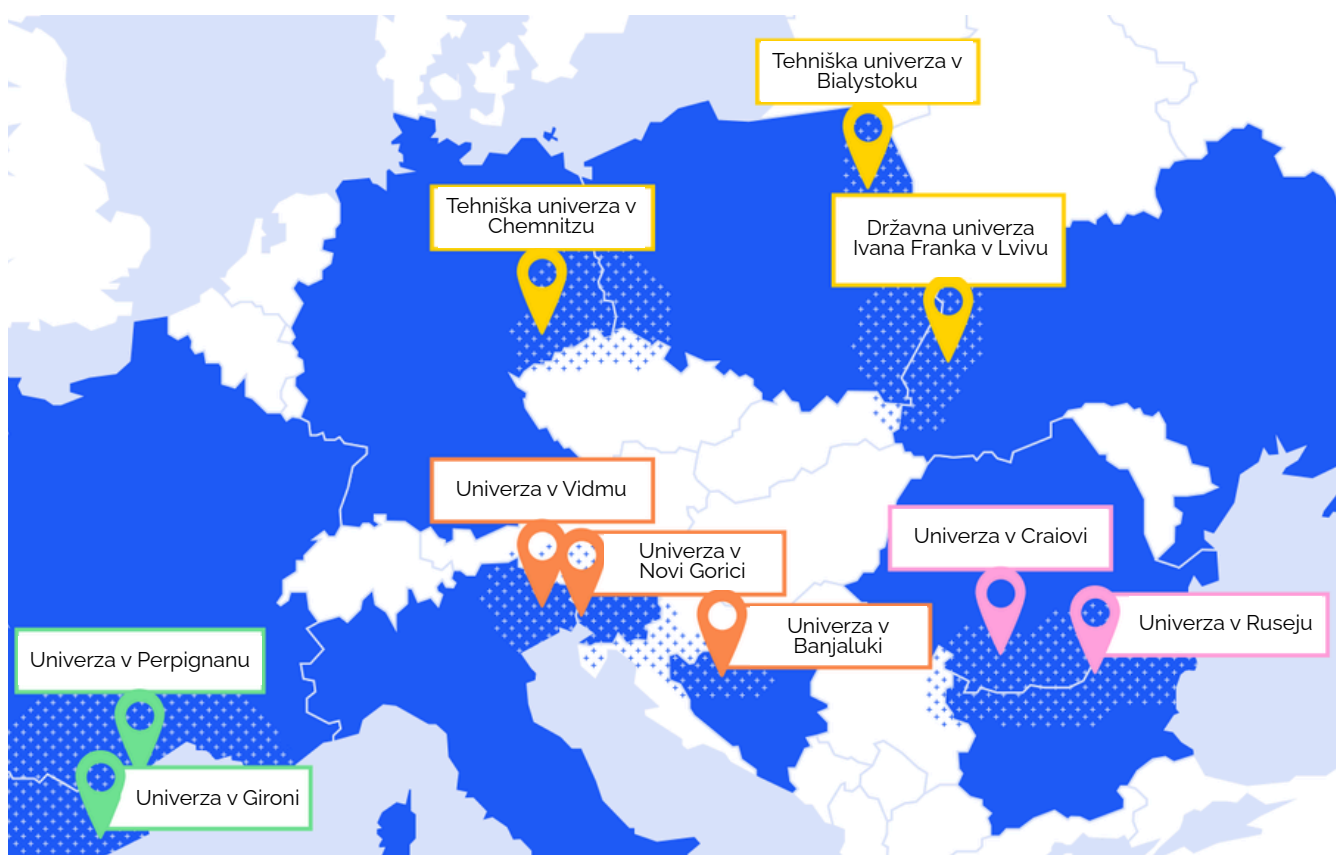 Tehniška univerza v
Bialystoku
Tehniška univerza v
Chemnitzu
Državna univerza
Ivana Franka v Lvivu
Univerza v Vidmu
Univerza v
Novi Gorici
Univerza v Craiovi
Univerza v
Banjaluki
Univerza v Ruseju
Univerza v Perpignanu
Univerza v Gironi